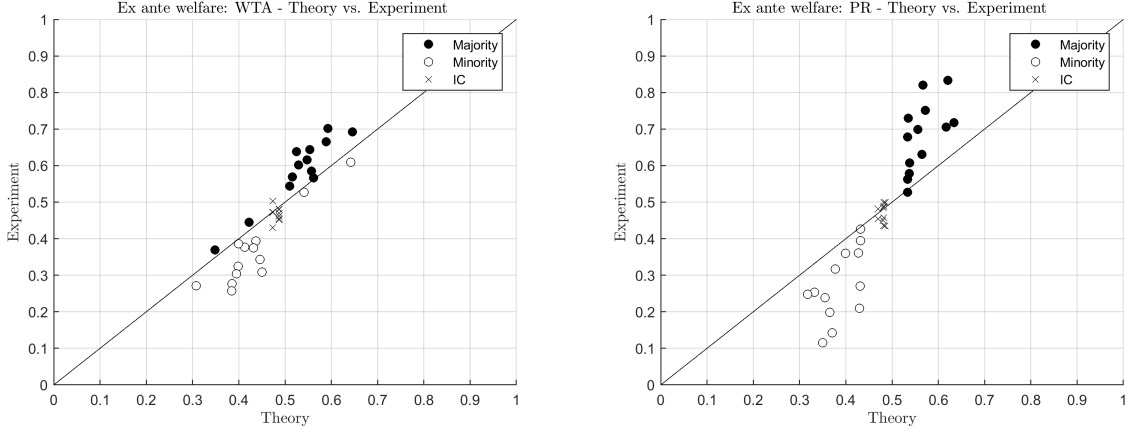 Ex ante welfare: WTA - Theory vs. Experiment
1
0.9
0.8
0.7
0.6
0.5
0.4
0.3
0.2
0.1
0
Experiment
Majority
Minority
IC
0 0.1 0.2 0.3 0.4 0.5 0.6 0.7 0.8 0.9 1
Theory
Ex ante welfare: PR - Theory vs. Experiment
1
0.9
0.8
0.7
0.6
0.5
0.4
0.3
0.2
0.1
0
Experiment
Majority
Minority
IC
0 0.1 0.2 0.3 0.4 0.5 0.6 0.7 0.8 0.9 1
Theory